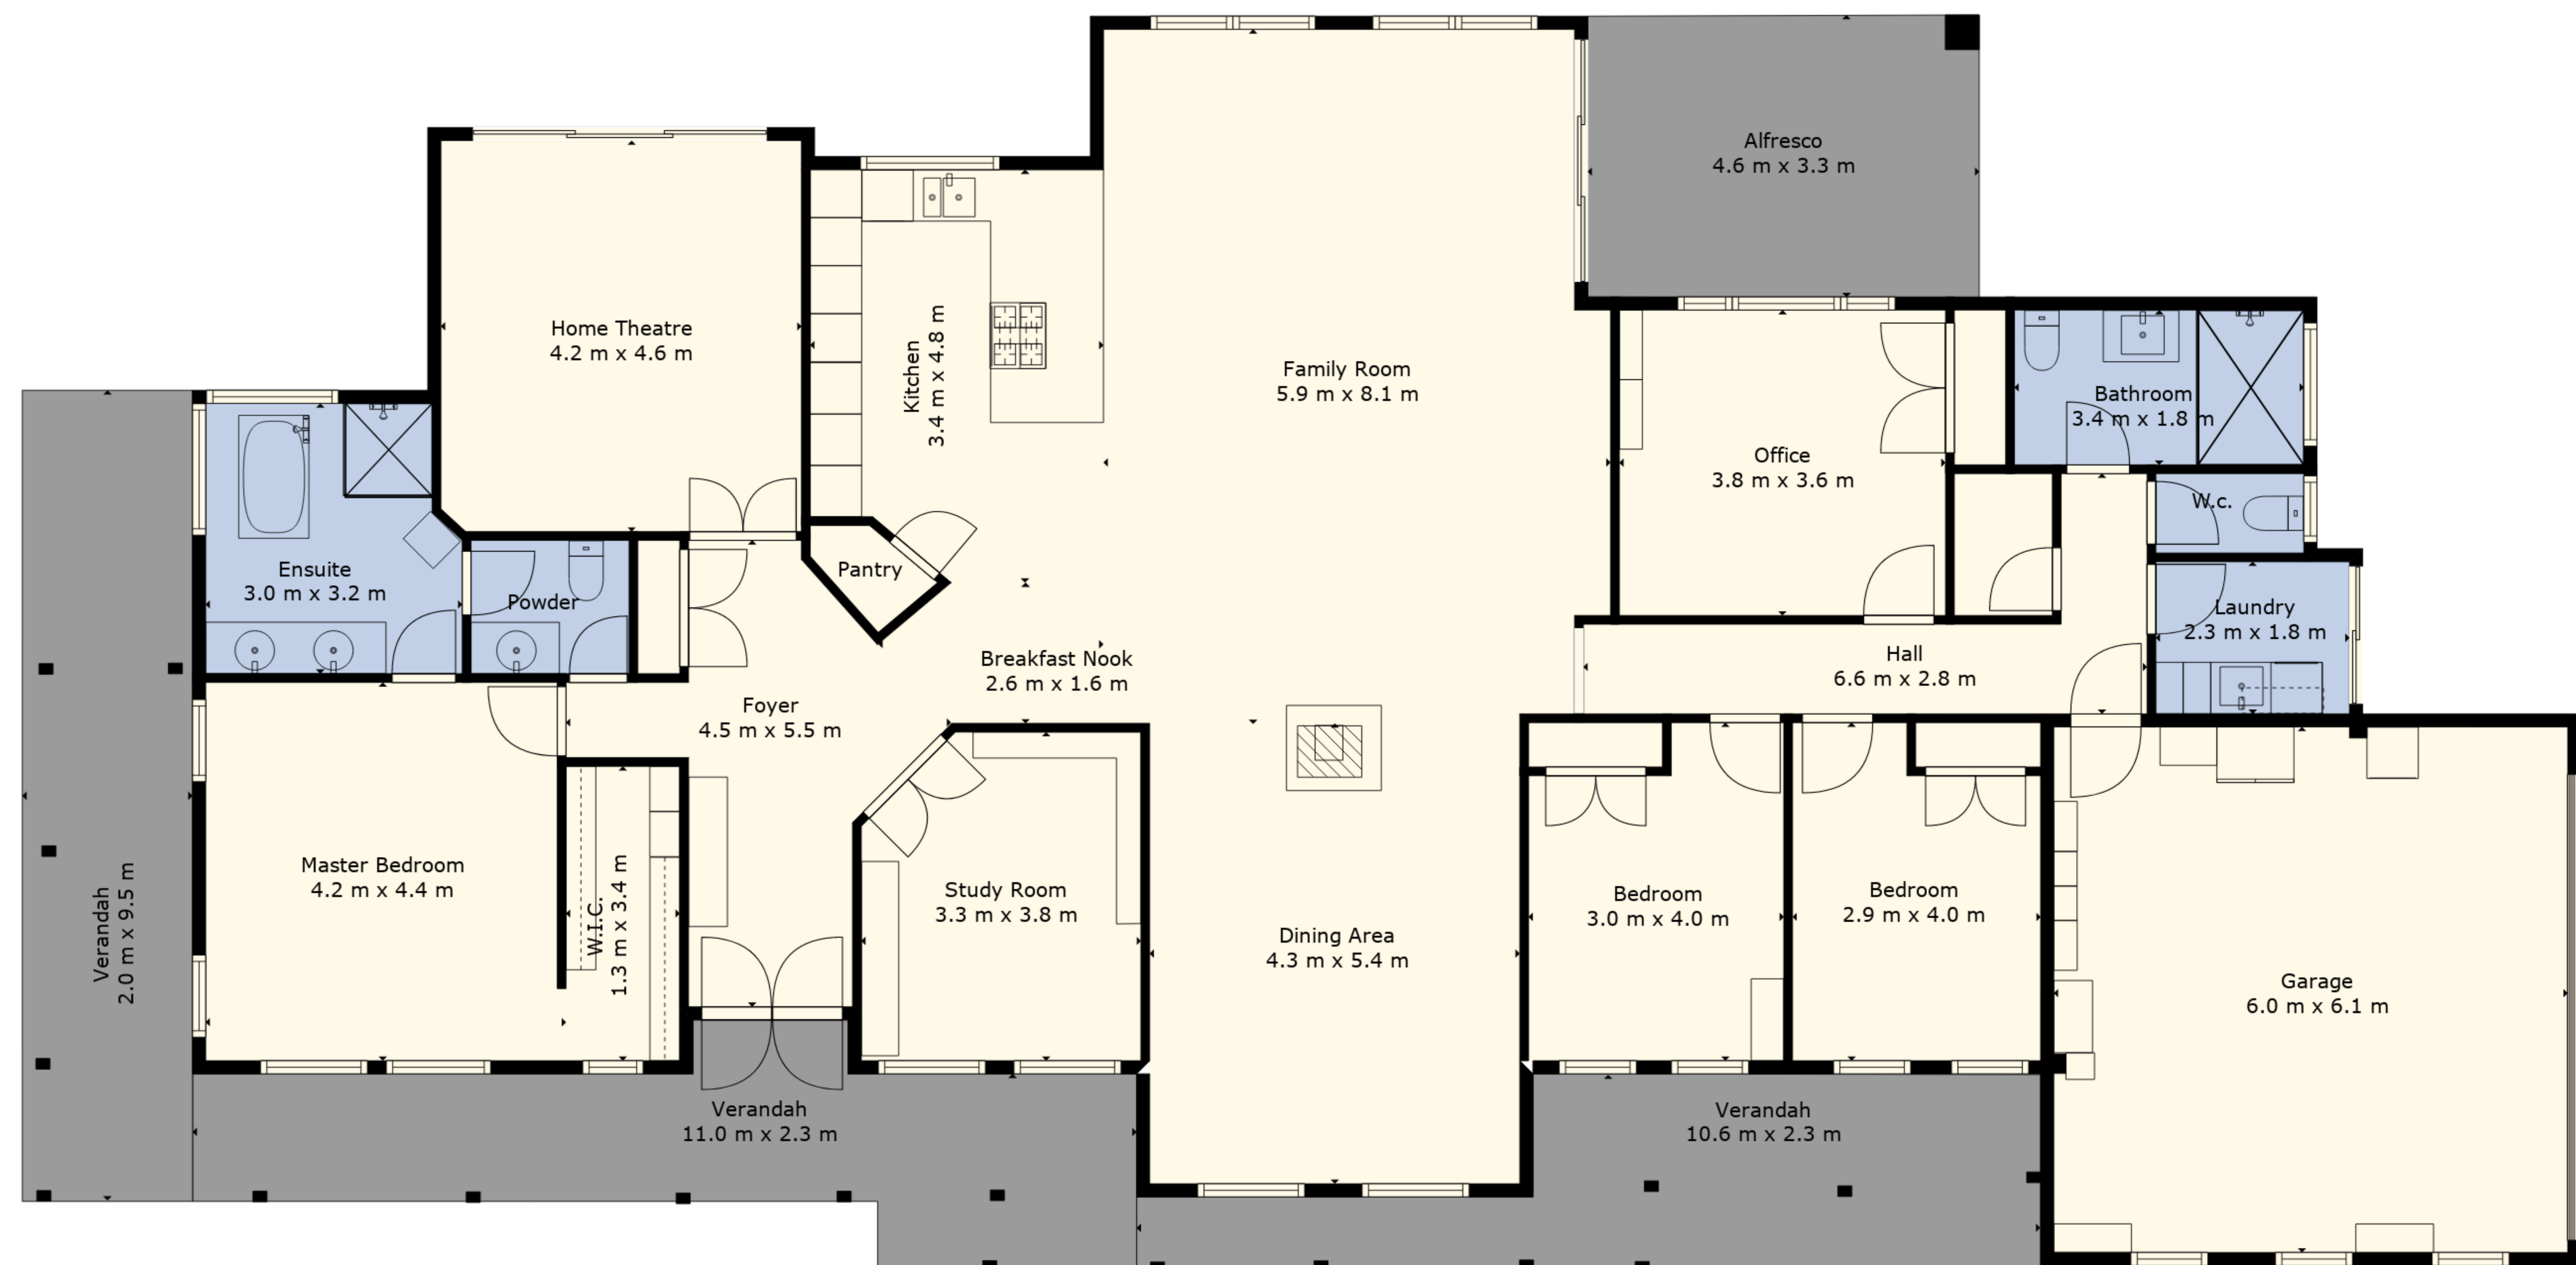 Alfresco
4.6 m x 3.3 m
Home Theatre
4.2 m x 4.6 m
Kitchen
3.4 m x 4.8 m
Family Room
5.9 m x 8.1 m
Office
3.8 m x 3.6 m
Bathroom
3.4 m x 1.8 m
W.c.
Ensuite
3.0 m x 3.2 m
Powder
Pantry
Laundry
2.3 m x 1.8 m
Breakfast Nook
2.6 m x 1.6 m
Hall
6.6 m x 2.8 m
Foyer
4.5 m x 5.5 m
Master Bedroom
4.2 m x 4.4 m
W.I.C.
1.3 m x 3.4 m
Study Room
3.3 m x 3.8 m
Dining Area
4.3 m x 5.4 m
Bedroom
3.0 m x 4.0 m
Bedroom
2.9 m x 4.0 m
Garage
6.0 m x 6.1 m
Verandah
2.0 m x 9.5 m
Verandah
11.0 m x 2.3 m
Verandah
10.6 m x 2.3 m